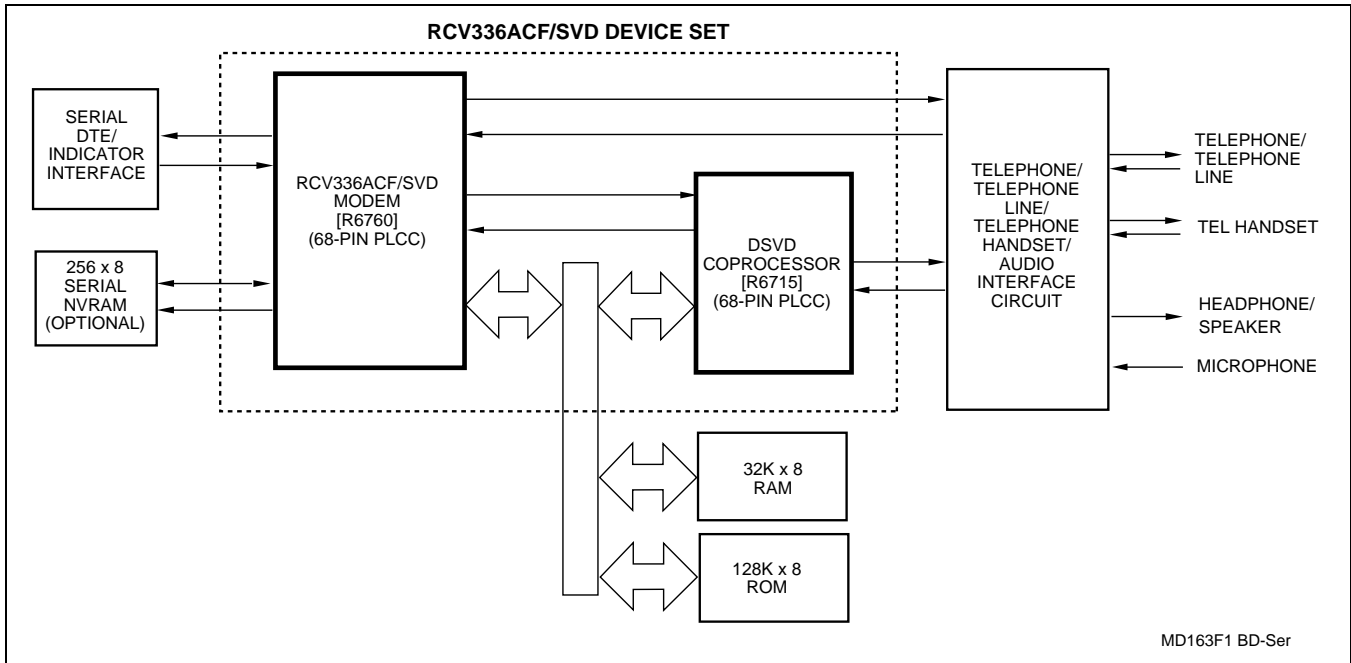 RCV336ACF/SVD DEVICE SET
SERIAL
DTE/
INDICATOR
INTERFACE
256 x 8
SERIAL
NVRAM
(OPTIONAL)
RCV336ACF/SVD
MODEM
[R6760]
(68-PIN PLCC)
DSVD
COPROCESSOR
[R6715]
(68-PIN PLCC)
TELEPHONE/
TELEPHONE
LINE/
TELEPHONE
HANDSET/
AUDIO
INTERFACE
CIRCUIT
TELEPHONE/
TELEPHONE
LINE
TEL HANDSET
HEADPHONE/
SPEAKER
MICROPHONE
32K x 8
RAM
128K x 8
ROM
MD163F1 BD-Ser